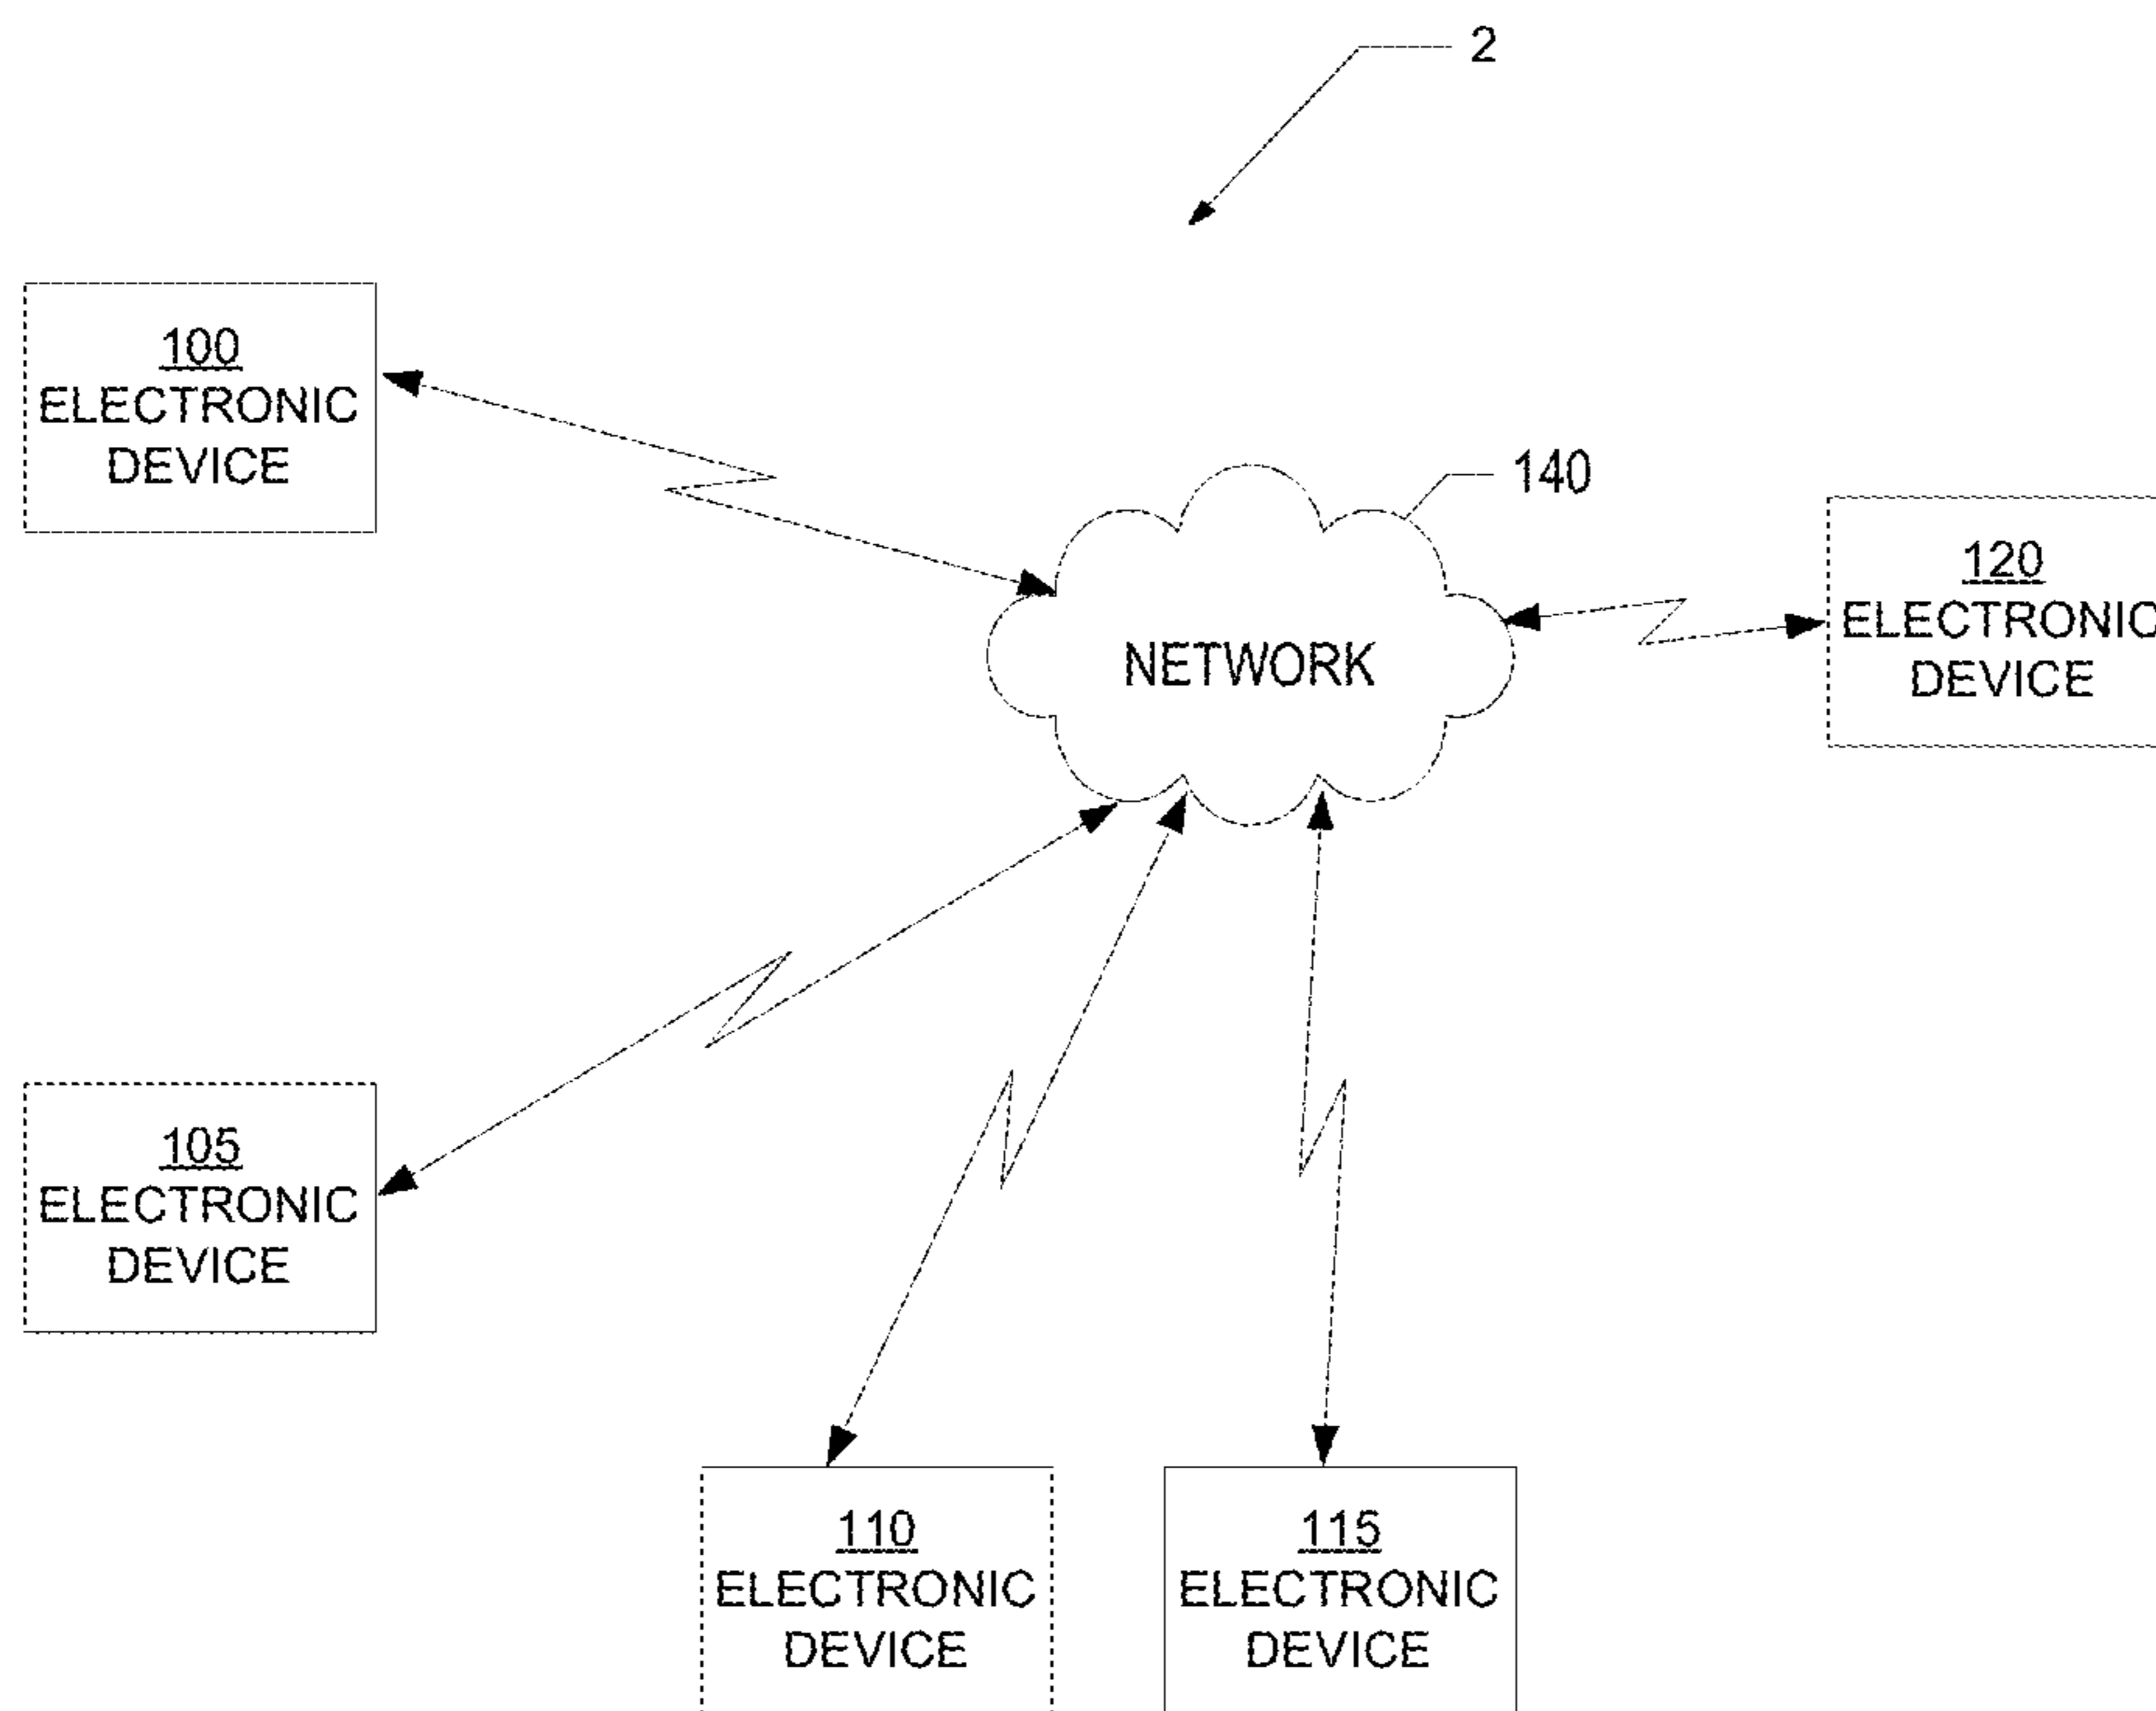 2
100
ELECTRONIC
DEVICE
140
120
ELECTRONIC
DEVICE
NETWORK
105
ELECTRONIC
DEVICE
110
ELECTRONIC
DEVICE
115
ELECTRONIC
DEVICE